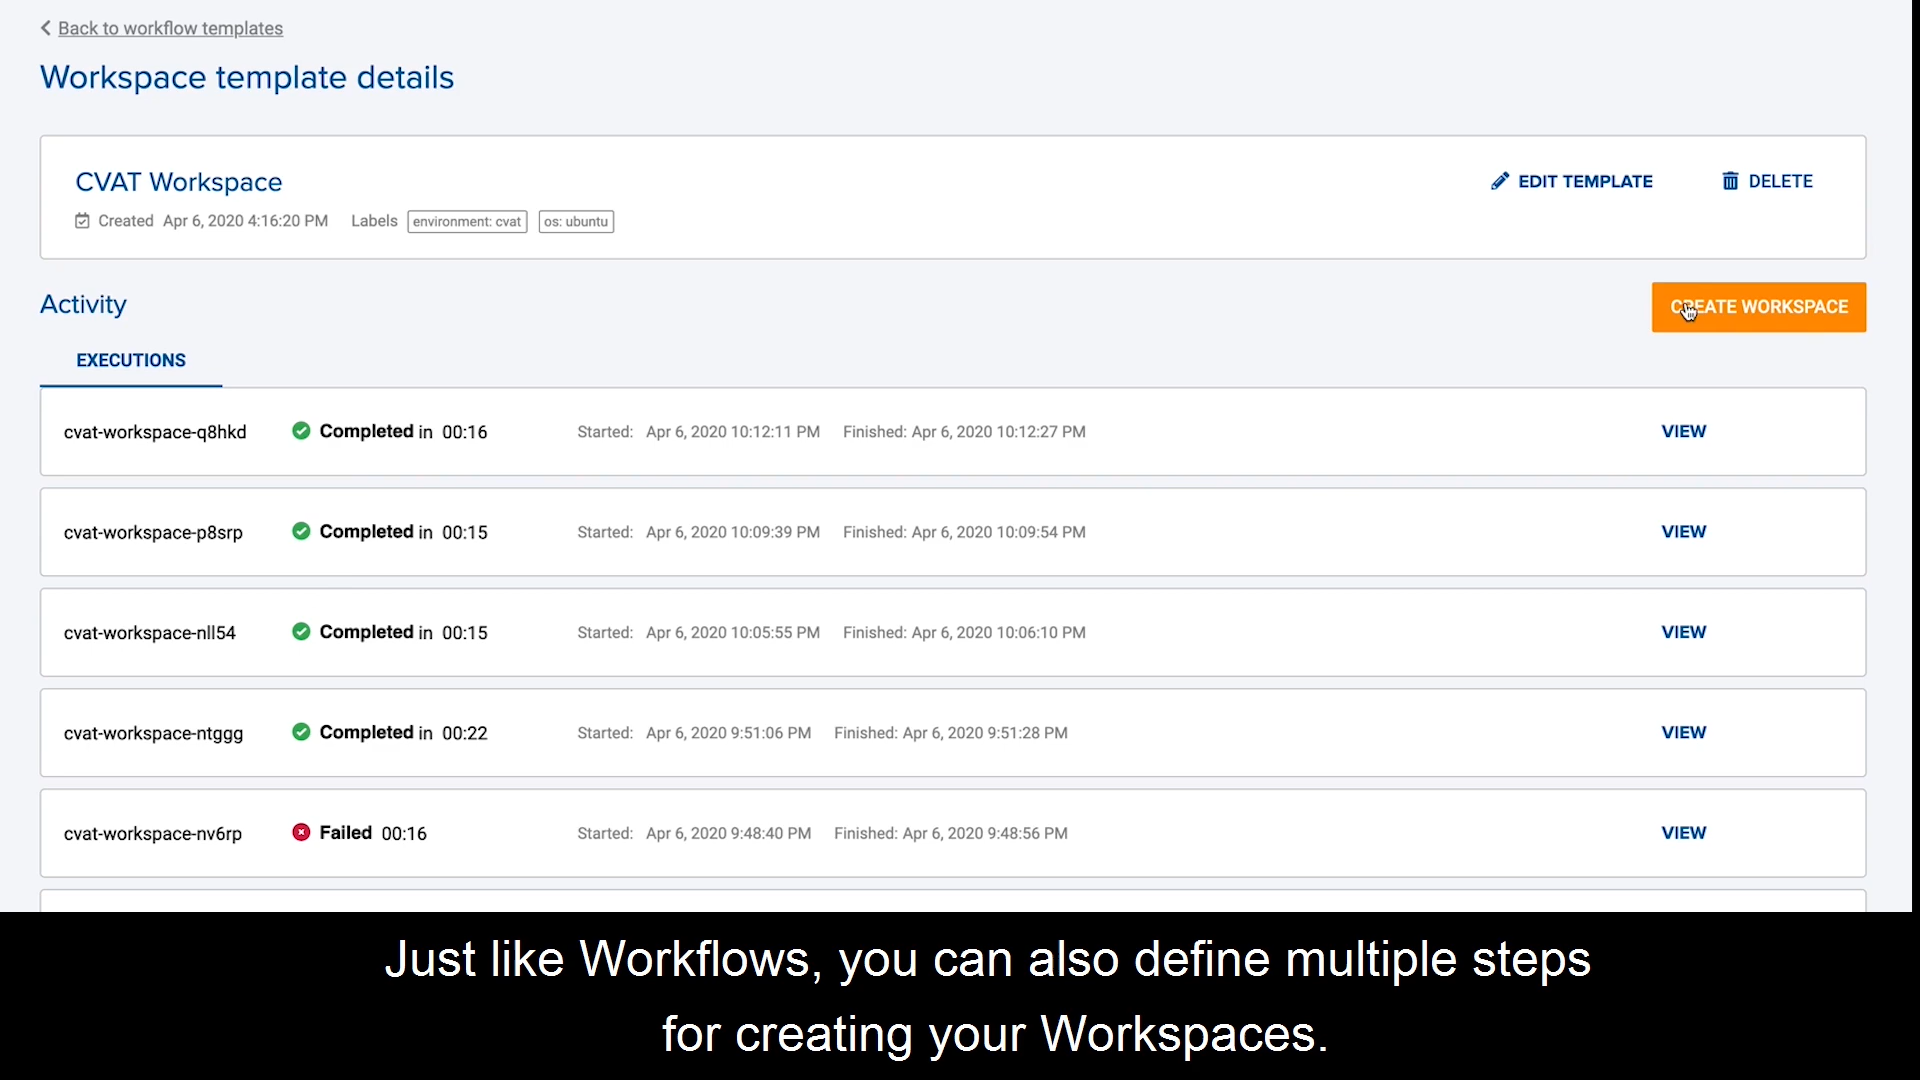 Back to workflow templates
Workspace template details
CVAT Workspace
EDIT TEMPLATE DELETE
Created Apr 6, 2020 4:16:20 PM Labels environment: cvat os: ubuntu
Activity
CREATE WORKSPACE
EXECUTIONS
cvat-workspace-q8hkd Completed in 00:16 Started: Apr 6, 2020 10:12:11 PM Finished: Apr 6, 2020 10:12:27 PM VIEW
cvat-workspace-p8srp Completed in 00:15 Started: Apr 6, 2020 10:09:39 PM Finished: Apr 6, 2020 10:09:54 PM VIEW
cvat-workspace-nll54 Completed in 00:15 Started: Apr 6, 2020 10:05:55 PM Finished: Apr 6, 2020 10:06:10 PM VIEW
cvat-workspace-ntggg Completed in 00:22 Started: Apr 6, 2020 9:51:06 PM Finished: Apr 6, 2020 9:51:28 PM VIEW
cvat-workspace-nv6rp Failed 00:16 Started: Apr 6, 2020 9:48:40 PM Finished: Apr 6, 2020 9:48:56 PM VIEW
Just like Workflows, you can also define multiple steps
for creating your Workspaces.